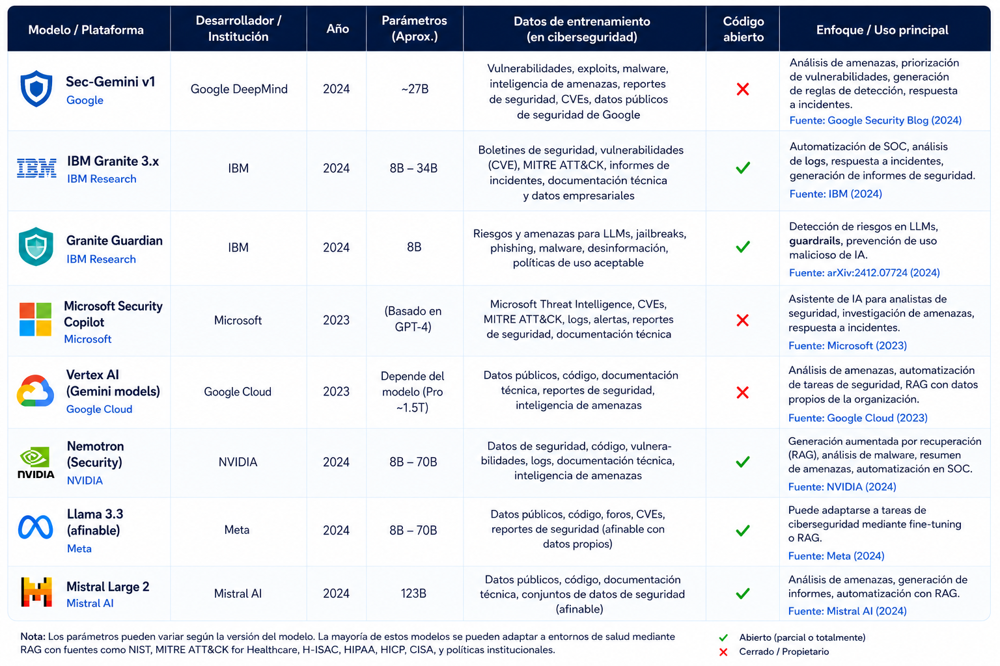 Modelo / Plataforma
Desarrollador /
Institución
Año
Parámetros
(Aprox.)
Datos de entrenamiento
(en ciberseguridad)
Código
abierto
Enfoque / Uso principal
Sec-Gemini v1
Google
Google DeepMind
2024
~27B
Vulnerabilidades, exploits, malware,
inteligencia de amenazas, reportes
de seguridad, CVEs, datos públicos
de seguridad de Google
Análisis de amenazas, priorización
de vulnerabilidades, generación
de reglas de detección, respuesta
a incidentes.
Fuente: Google Security Blog (2024)
IBM
IBM Granite 3.x
IBM Research
IBM
2024
8B – 34B
Boletines de seguridad, vulnerabilidades
(CVE), MITRE ATT&CK, informes de
incidentes, documentación técnica
y datos empresariales
Automatización de SOC, análisis
de logs, respuesta a incidentes,
generación de informes de seguridad.
Fuente: IBM (2024)
Granite Guardian
IBM Research
IBM
2024
8B
Riesgos y amenazas para LLMs, jailbreaks,
phishing, malware, desinformación,
políticas de uso aceptable
Detección de riesgos en LLMs,
guardrails, prevención de uso
malicioso de IA.
Fuente: arXiv:2412.07724 (2024)
Microsoft Security
Copilot
Microsoft
Microsoft
2023
(Basado en
GPT-4)
Microsoft Threat Intelligence, CVEs,
MITRE ATT&CK, logs, alertas, reportes
de seguridad, documentación técnica
Asistente de IA para analistas de
seguridad, investigación de amenazas,
respuesta a incidentes.
Fuente: Microsoft (2023)
Vertex AI
(Gemini models)
Google Cloud
Google Cloud
2023
Depende del
modelo (Pro
~1.5T)
Datos públicos, código, documentación
técnica, reportes de seguridad,
inteligencia de amenazas
Análisis de amenazas, automatización
de tareas de seguridad, RAG con datos
propios de la organización.
Fuente: Google Cloud (2023)
NVIDIA
Nemotron
(Security)
NVIDIA
NVIDIA
2024
8B – 70B
Datos de seguridad, código, vulnera-
bilidades, logs, documentación técnica,
inteligencia de amenazas
Generación aumentada por recuperación
(RAG), análisis de malware, resumen
de amenazas, automatización en SOC.
Fuente: NVIDIA (2024)
Llama 3.3
(afinable)
Meta
Meta
2024
8B – 70B
Datos públicos, código, foros, CVEs,
reportes de seguridad (afinable con
datos propios)
Puede adaptarse a tareas de
ciberseguridad mediante fine-tuning
o RAG.
Fuente: Meta (2024)
Mistral Large 2
Mistral AI
Mistral AI
2024
123B
Datos públicos, código, documentación
técnica, conjuntos de datos de seguridad
(afinable)
Análisis de amenazas, generación de
informes, automatización con RAG.
Fuente: Mistral AI (2024)
Nota: Los parámetros pueden variar según la versión del modelo. La mayoría de estos modelos se pueden adaptar a entornos de salud mediante
RAG con fuentes como NIST, MITRE ATT&CK for Healthcare, H-ISAC, HIPAA, HICP, CISA, y políticas institucionales.
Abierto (parcial o totalmente)
Cerrado / Propietario